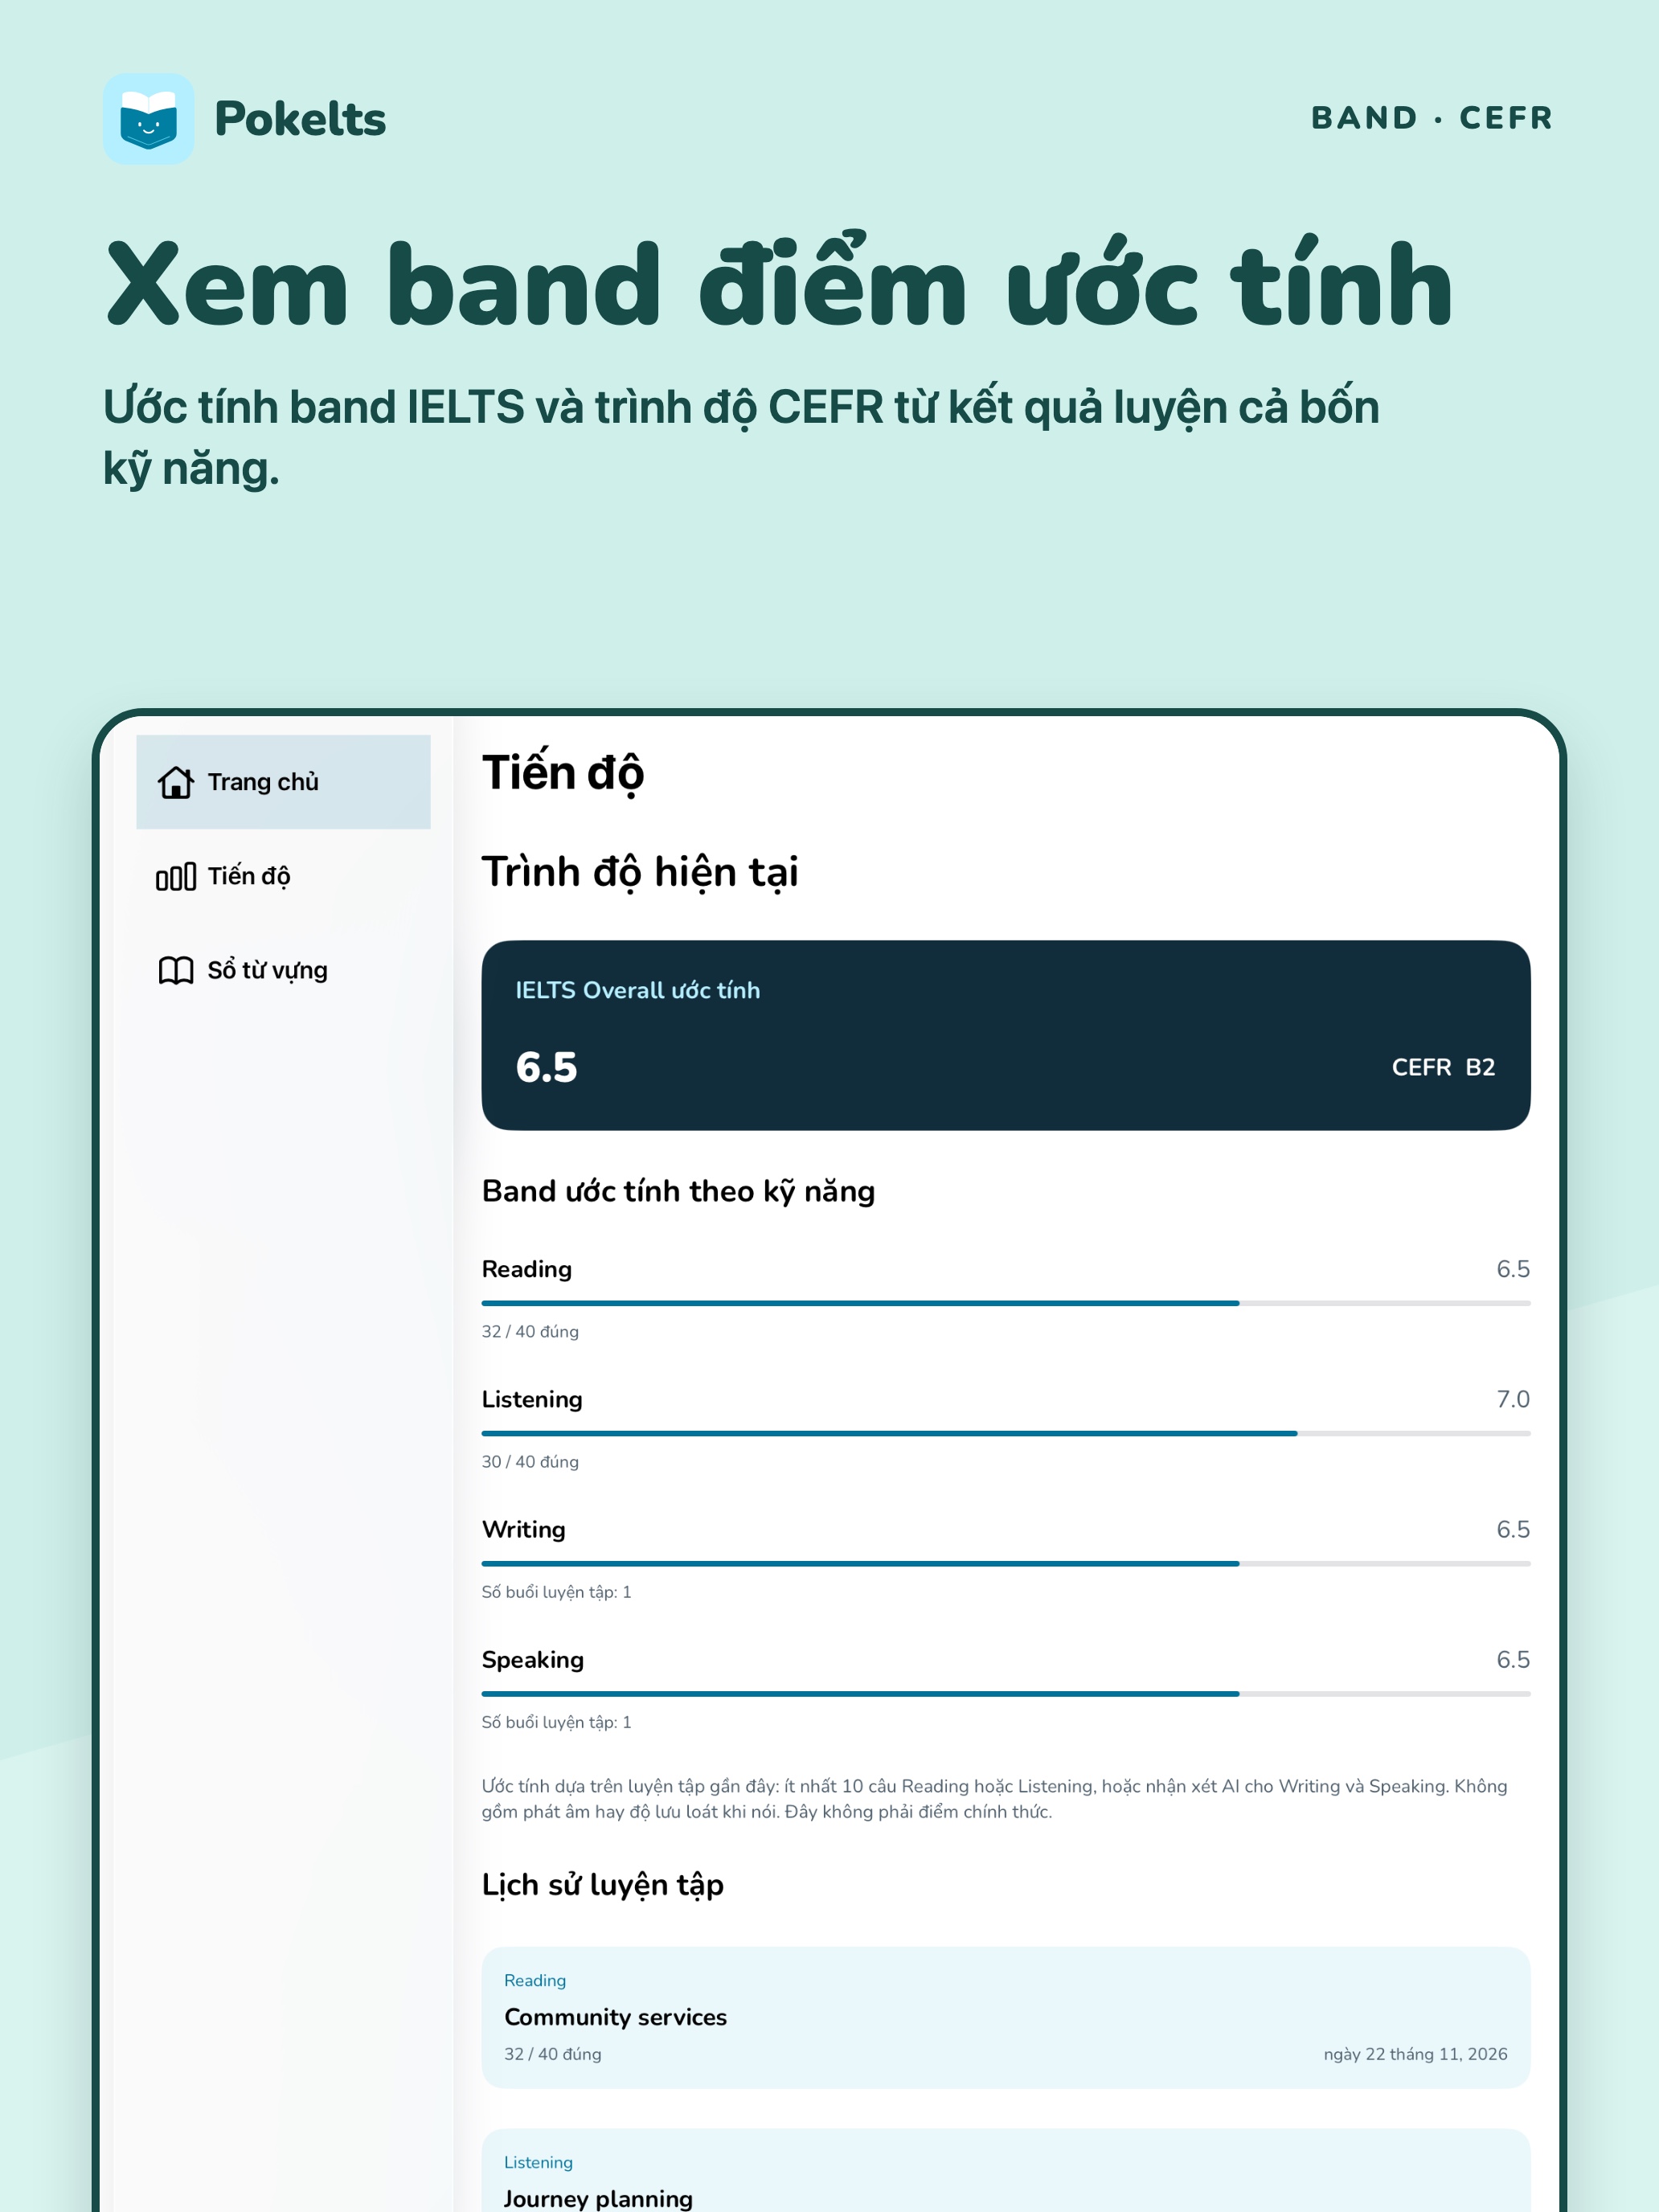 Pokelts
BAND · CEFR
Xem band điểm ước tính
Ước tính band IELTS và trình độ CEFR từ kết quả luyện cả bốn
kỹ năng.
Trang chủ
Tiến độ
Sổ từ vựng
Tiến độ
Trình độ hiện tại
IELTS Overall ước tính
6.5
CEFR B2
Band ước tính theo kỹ năng
Reading
6.5
32 / 40 đúng
Listening
7.0
30 / 40 đúng
Writing
6.5
Số buổi luyện tập: 1
Speaking
6.5
Số buổi luyện tập: 1
Ước tính dựa trên luyện tập gần đây: ít nhất 10 câu Reading hoặc Listening, hoặc nhận xét AI cho Writing và Speaking. Không
gồm phát âm hay độ lưu loát khi nói. Đây không phải điểm chính thức.
Lịch sử luyện tập
Reading
Community services
32 / 40 đúng
ngày 22 tháng 11, 2026
Listening
Journey planning